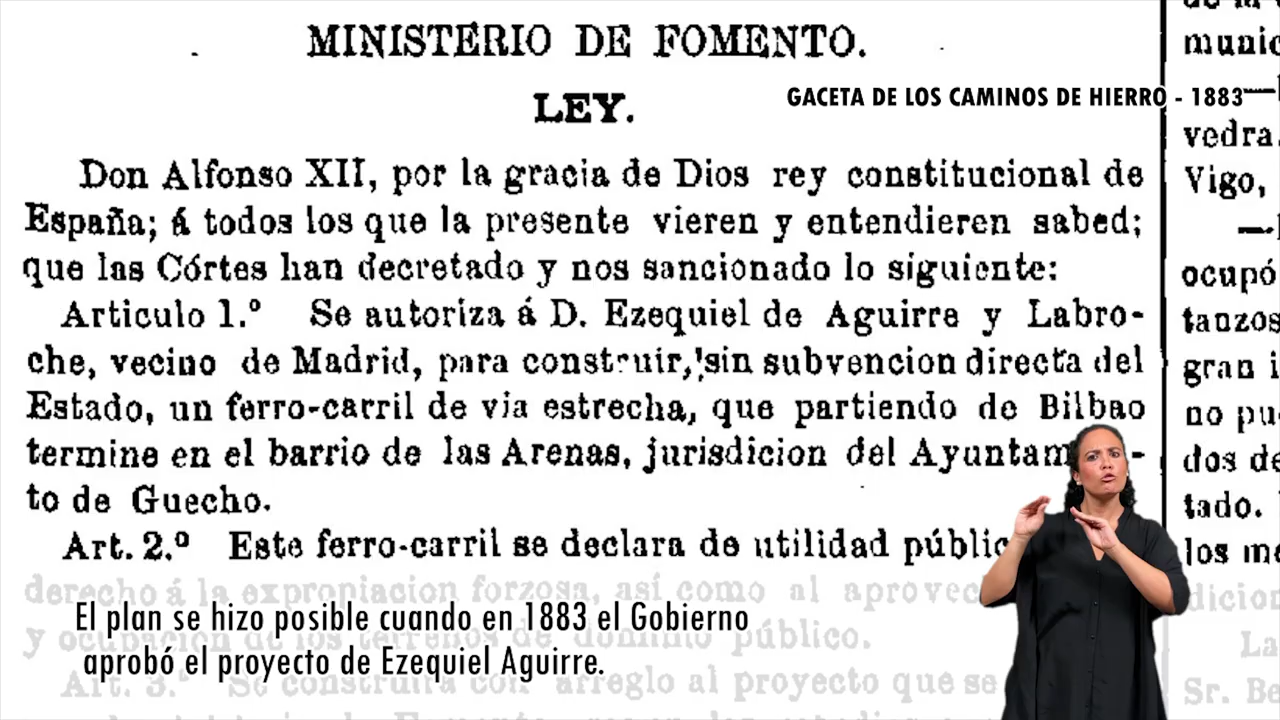 MINISTERIO DE FOMENTO.
LEY.
GACETA DE LOS CAMINOS DE HIERRO - 1883
Don Alfonso XII, por la gracia de Dios rey constitucional de
España; á todos los que la presente vieren y entendieren sabed;
que las Córtes han decretado y nos sancionado lo siguiente:
Articulo 1.º Se autoriza á D. Ezequiel de Aguirre y Labro-
che, vecino de Madrid, para construir, sin subvencion directa del
Estado, un ferro-carril de via estrecha, que partiendo de Bilbao
termine en el barrio de las Arenas, jurisdicion del Ayuntam
to de Guecho.
Art. 2.º Este ferro-carril se declara de utilidad públic
derecho á la expropiacion forzosa, así como al aprovec
y ocupacion de los terrenos de dominio público.
Art. 3.º Se construirá con arreglo al proyecto que se
El plan se hizo posible cuando en 1883 el Gobierno
aprobó el proyecto de Ezequiel Aguirre.
munic
vedra.
Vigo,
ocupó
tanzos
gran i
no pu
dos de
tado.
los me
dicion
La
Sr. Be